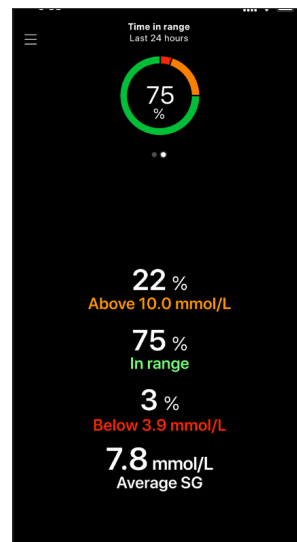 Time in range
Last 24 hours
75
%
22 %
Above 10.0 mmol/L
75 %
In range
3 %
Below 3.9 mmol/L
7.8 mmol/L
Average SG